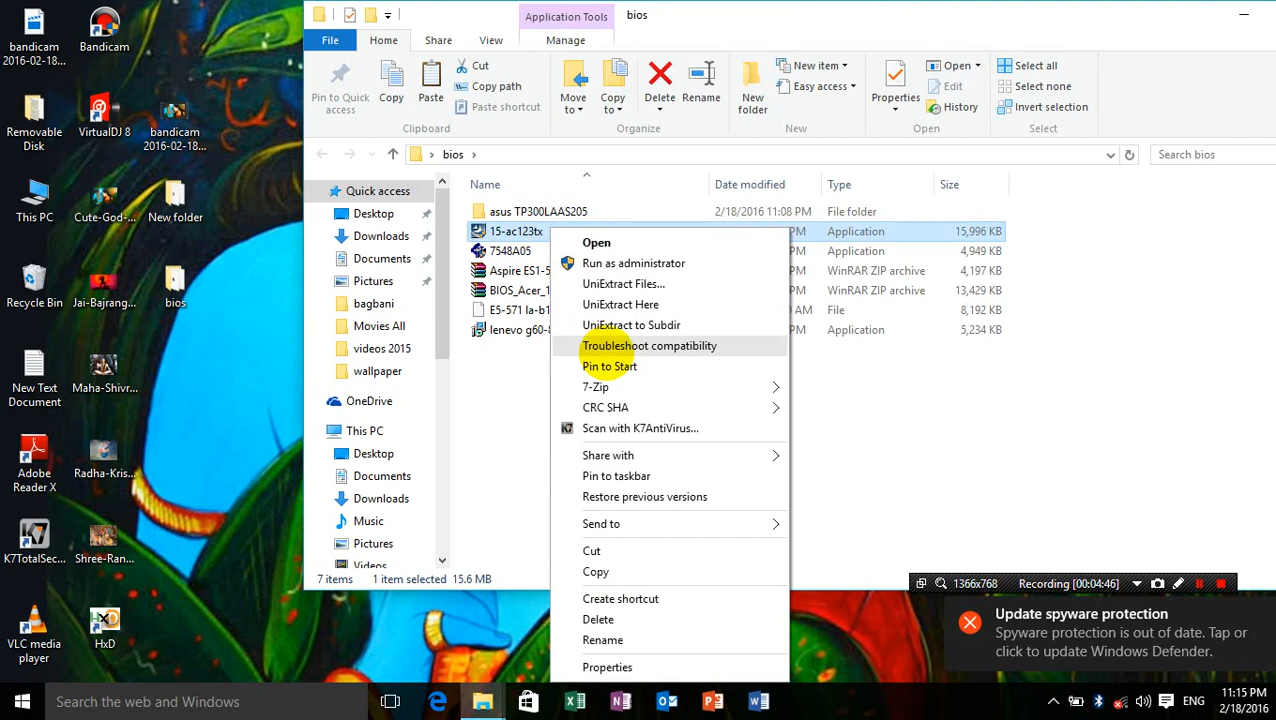 bandicam
2016-02-18...
Bandicam
Removable
Disk
VirtualDJ 8
bandicam
2016-02-18...
This PC
Cute-God-...
New folder
Recycle Bin
Jai-Bajrang...
bios
New Text
Document
Maha-Shivr...
Adobe
Reader X
Radha-Kris...
K7TotalSec...
Shree-Ran...
VLC media
player
HxD
Application Tools
bios
File
Home
Share
View
Manage
Pin to Quick
access
Copy
Paste
Cut
Copy path
Paste shortcut
Clipboard
Move
to
Copy
to
Delete
Rename
Organize
New
folder
New item
Easy access
New
Properties
Open
Edit
History
Open
Select all
Select none
Invert selection
Select
bios
Search bios
Quick access
Desktop
Downloads
Documents
Pictures
bagbani
Movies All
videos 2015
wallpaper
OneDrive
This PC
Desktop
Documents
Downloads
Music
Pictures
Videos
Name
Date modified
Type
Size
asus TP300LAAS205
2/18/2016 11:08 PM
File folder
15-ac123tx
PM
Application
15,996 KB
7548A05
PM
Application
4,949 KB
Aspire ES1-5
PM
WinRAR ZIP archive
4,197 KB
BIOS_Acer_1
PM
WinRAR ZIP archive
13,429 KB
E5-571 la-b1
AM
File
8,192 KB
lenevo g60-8
PM
Application
5,234 KB
Open
Run as administrator
UniExtract Files...
UniExtract Here
UniExtract to Subdir
Troubleshoot compatibility
Pin to Start
7-Zip
CRC SHA
Scan with K7AntiVirus...
Share with
Pin to taskbar
Restore previous versions
Send to
Cut
Copy
Create shortcut
Delete
Rename
Properties
7 items
1 item selected 15.6 MB
1366x768
Recording [00:04:46]
Update spyware protection
Spyware protection is out of date. Tap or
click to update Windows Defender.
Search the web and Windows
ENG
11:15 PM
2/18/2016